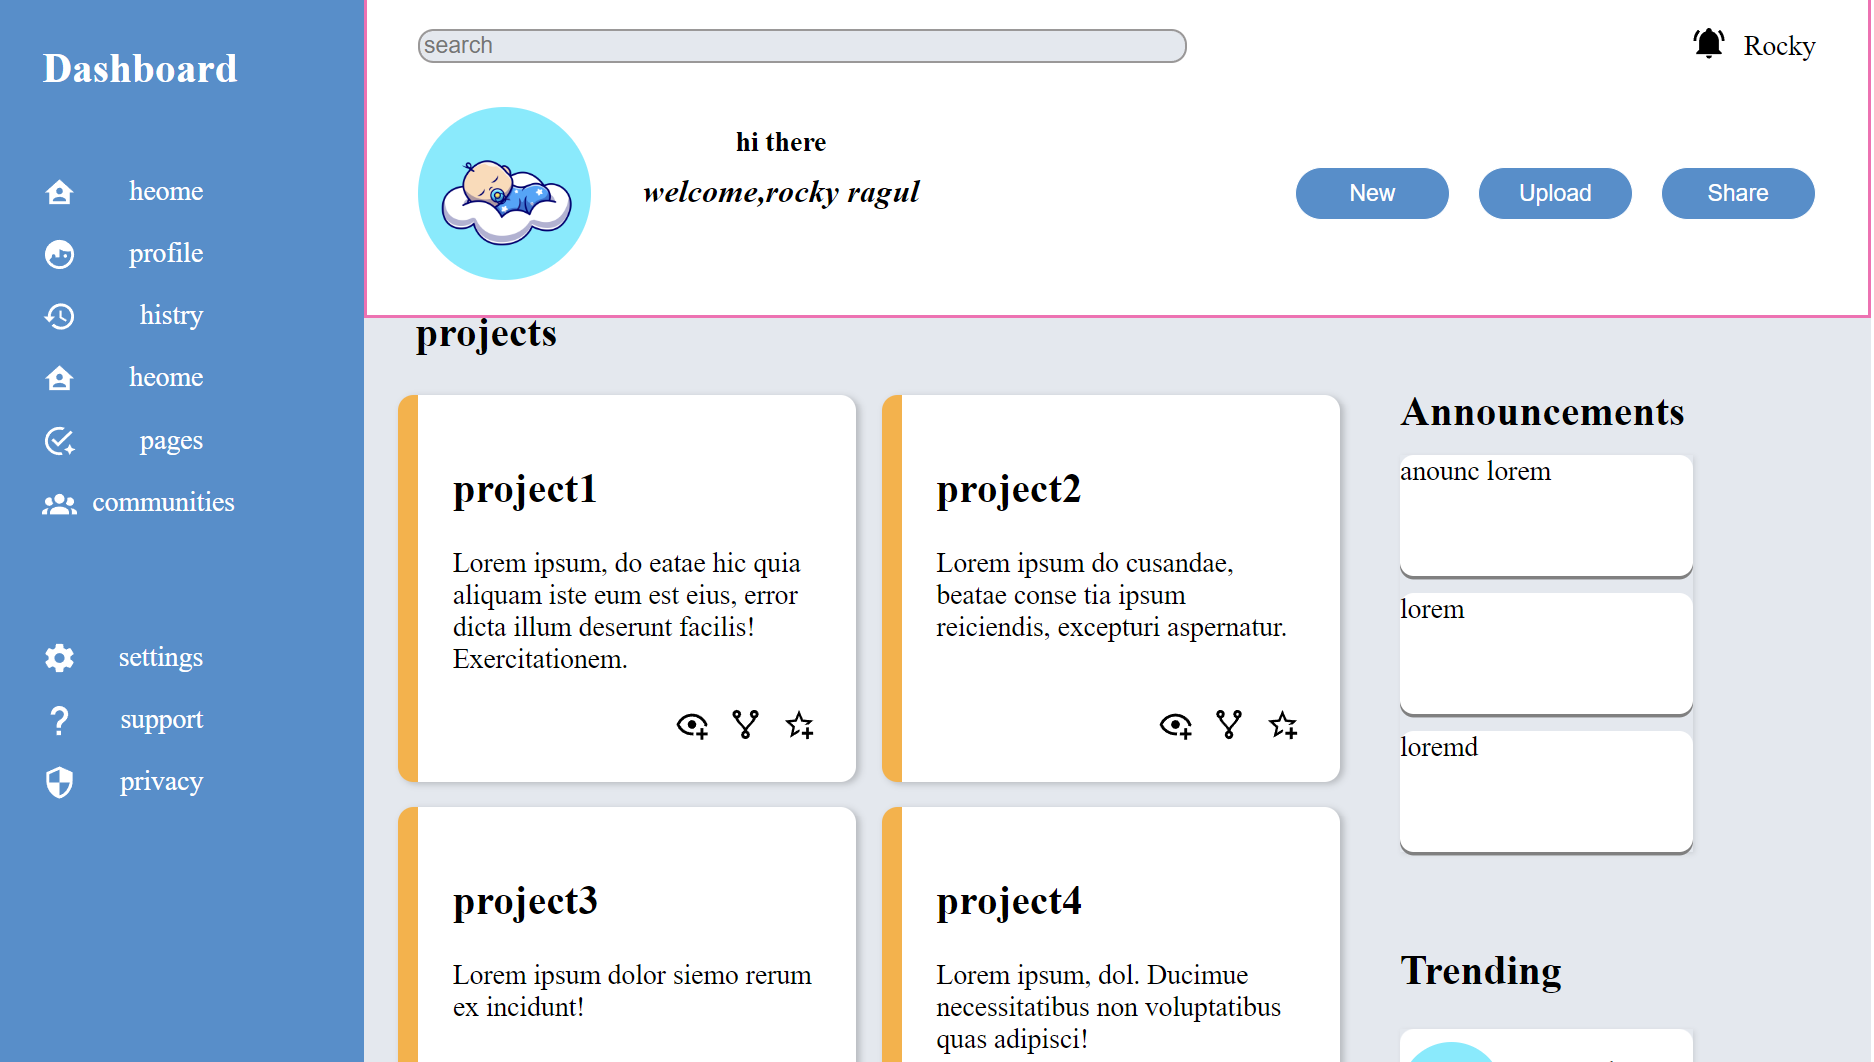 Dashboard
heome
profile
histry
heome
pages
communities
settings
support
privacy
search
Rocky
hi there
welcome,rocky ragul
New
Upload
Share
projects
project1
Lorem ipsum, do eatae hic quia
aliquam iste eum est eius, error
dicta illum deserunt facilis!
Exercitationem.
project2
Lorem ipsum do cusandae,
beatae conse tia ipsum
reiciendis, excepturi aspernatur.
project3
Lorem ipsum dolor siemo rerum
ex incidunt!
project4
Lorem ipsum, dol. Ducimue
necessitatibus non voluptatibus
quas adipisci!
Announcements
anounc lorem
lorem
loremd
Trending